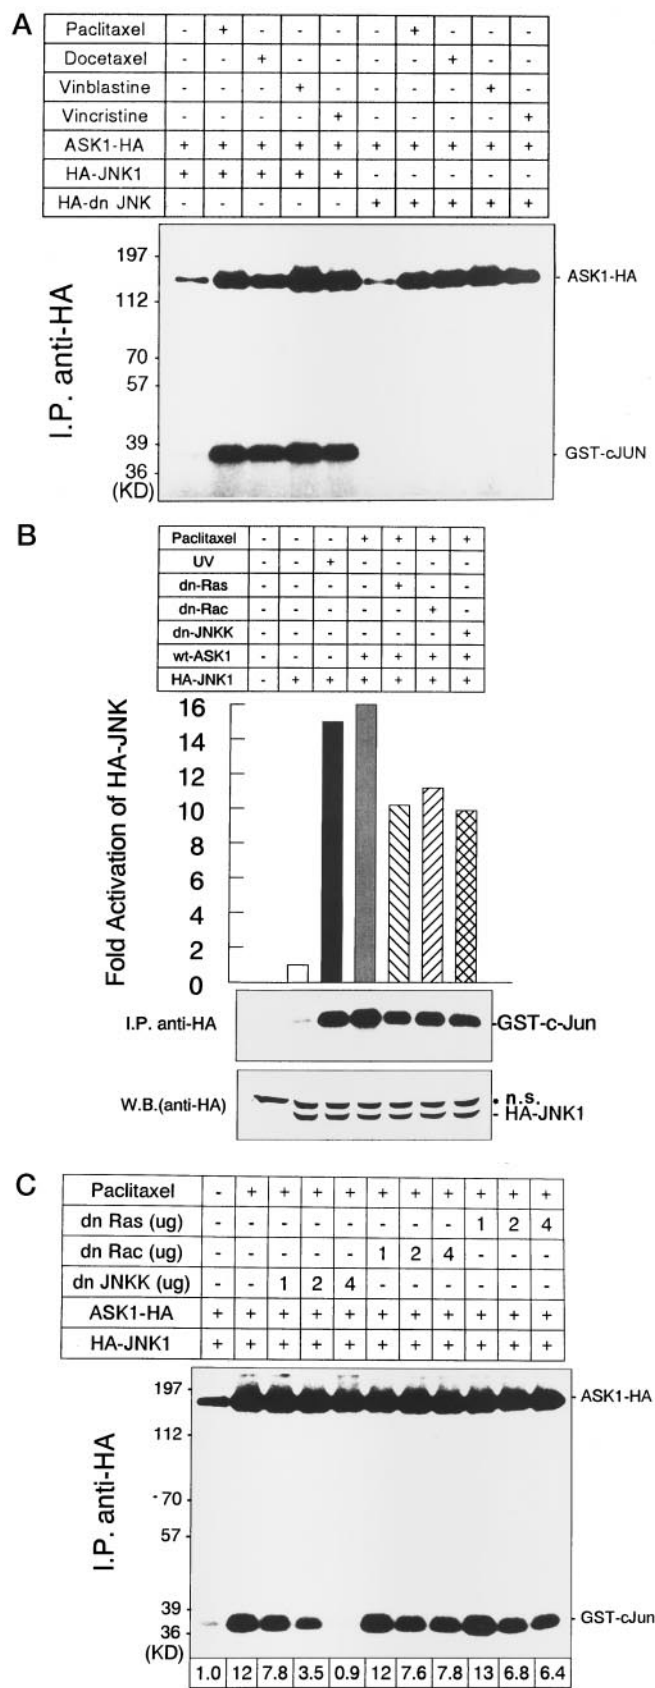 A
Paclitaxel - + - - - - + - - -
Docetaxel - - + - - - - + - -
Vinblastine - - - + - - - - + -
Vincristine - - - - + - - - - +
ASK1-HA + + + + + + + + + +
HA-JNK1 + + + + + - - - - -
HA-dn JNK - - - - - + + + + +
I.P. anti-HA
197
112
70
57
39
36
(KD)
ASK1-HA
GST-cJUN
B
Paclitaxel - - - + + + +
UV - - + - - - -
dn-Ras - - - - + - -
dn-Rac - - - - - + -
dn-JNKK - - - - - - +
wt-ASK1 - - - + + + +
HA-JNK1 - + + + + + +
Fold Activation of HA-JNK
16
14
12
10
8
6
4
2
0
I.P. anti-HA
-GST-c-Jun
W.B.(anti-HA)
• n.s.
- HA-JNK1
C
Paclitaxel - + + + + + + + + + +
dn Ras (ug) - - - - - - - - 1 2 4
dn Rac (ug) - - - - - 1 2 4 - - -
dn JNKK (ug) - - 1 2 4 - - - - - -
ASK1-HA + + + + + + + + + + +
HA-JNK1 + + + + + + + + + + +
I.P. anti-HA
197
112
70
57
39
36
(KD)
ASK1-HA
GST-cJun
1.0 12 7.8 3.5 0.9 12 7.6 7.8 13 6.8 6.4